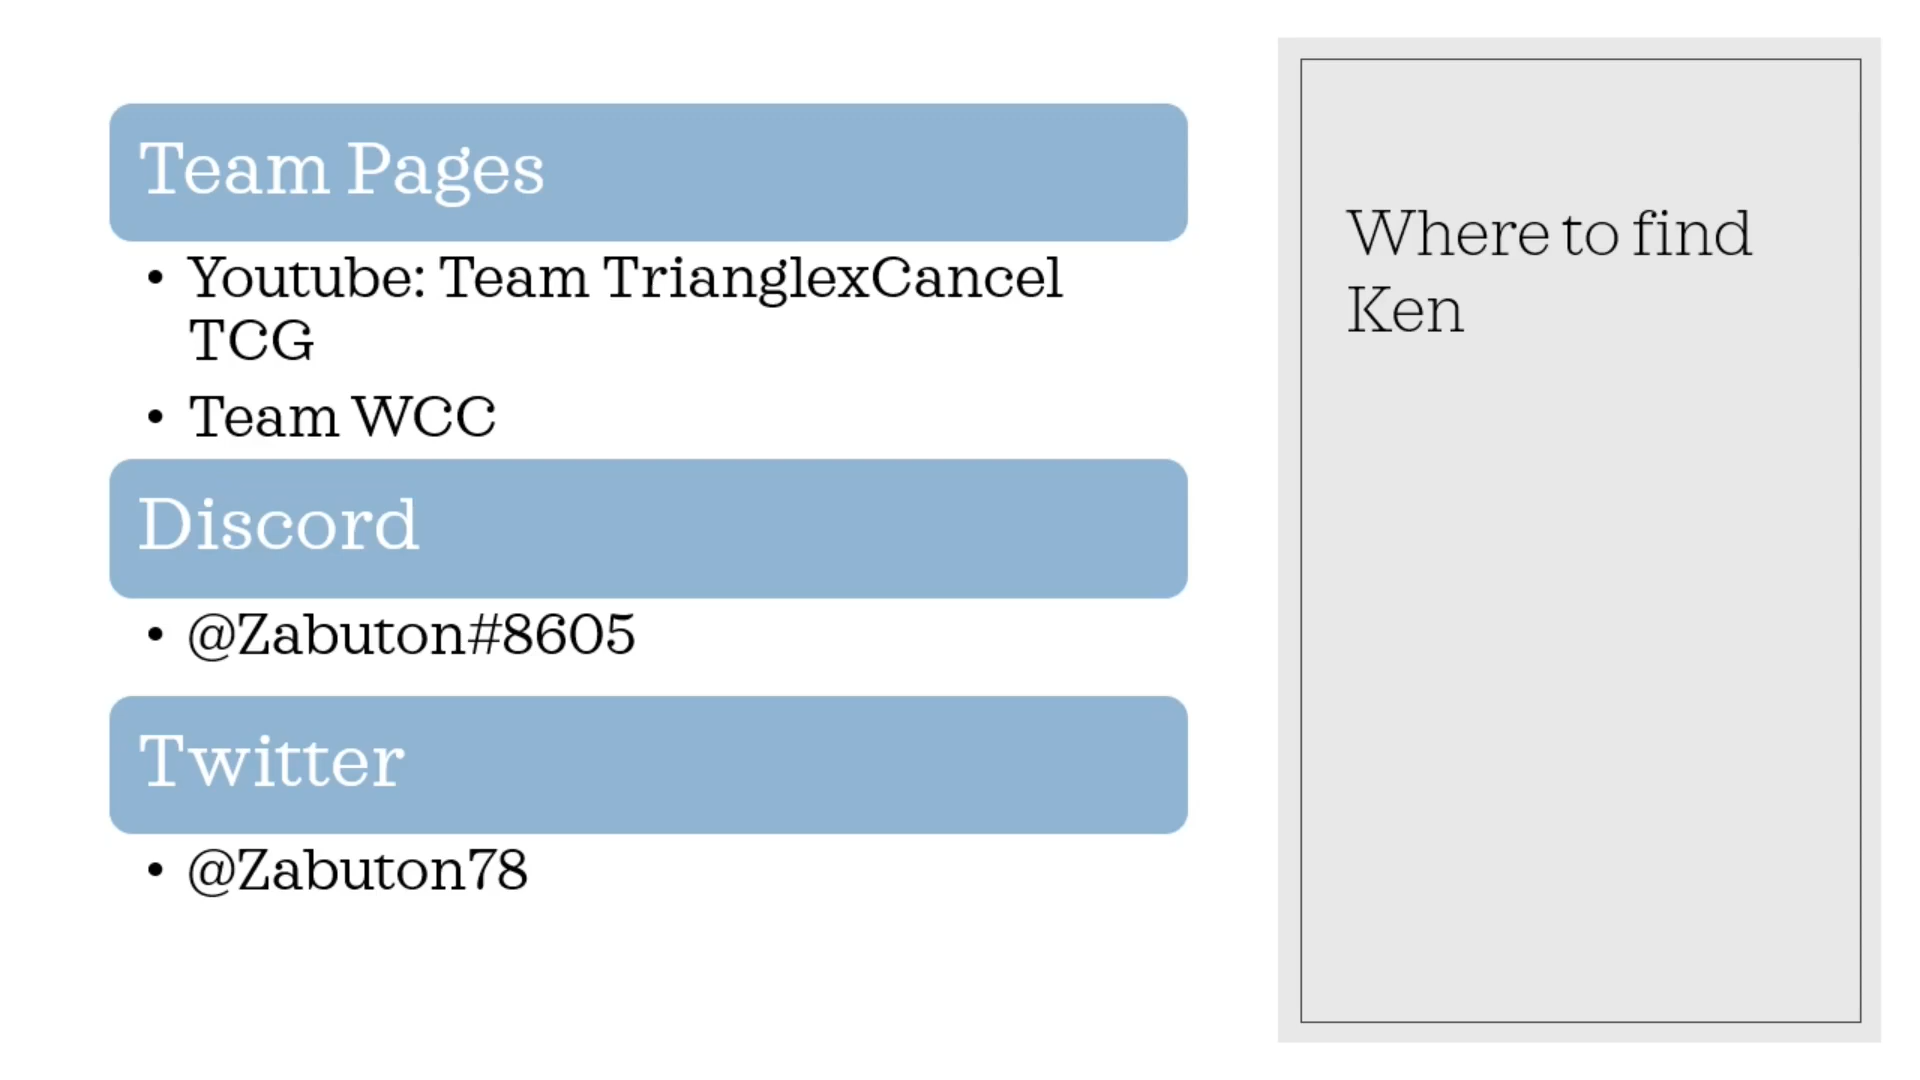 Team Pages
• Youtube: Team TrianglexCancel
TCG
• Team WCC
Discord
• @Zabuton#8605
Twitter
• @Zabuton78
Where to find
Ken